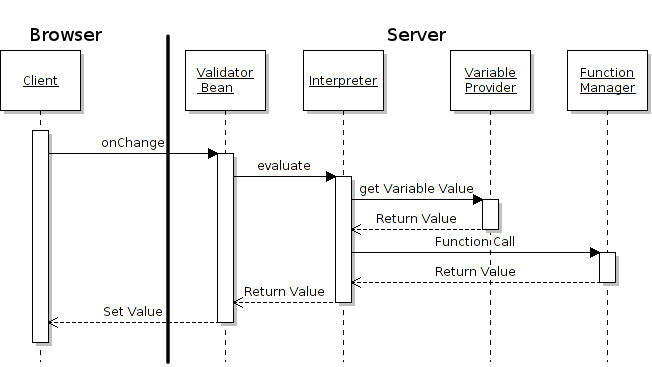 Browser
Server
Client
Validator
Bean
Interpreter
Variable
Provider
Function
Manager
onChange
evaluate
get Variable Value
Return Value
Function Call
Return Value
Return Value
Set Value